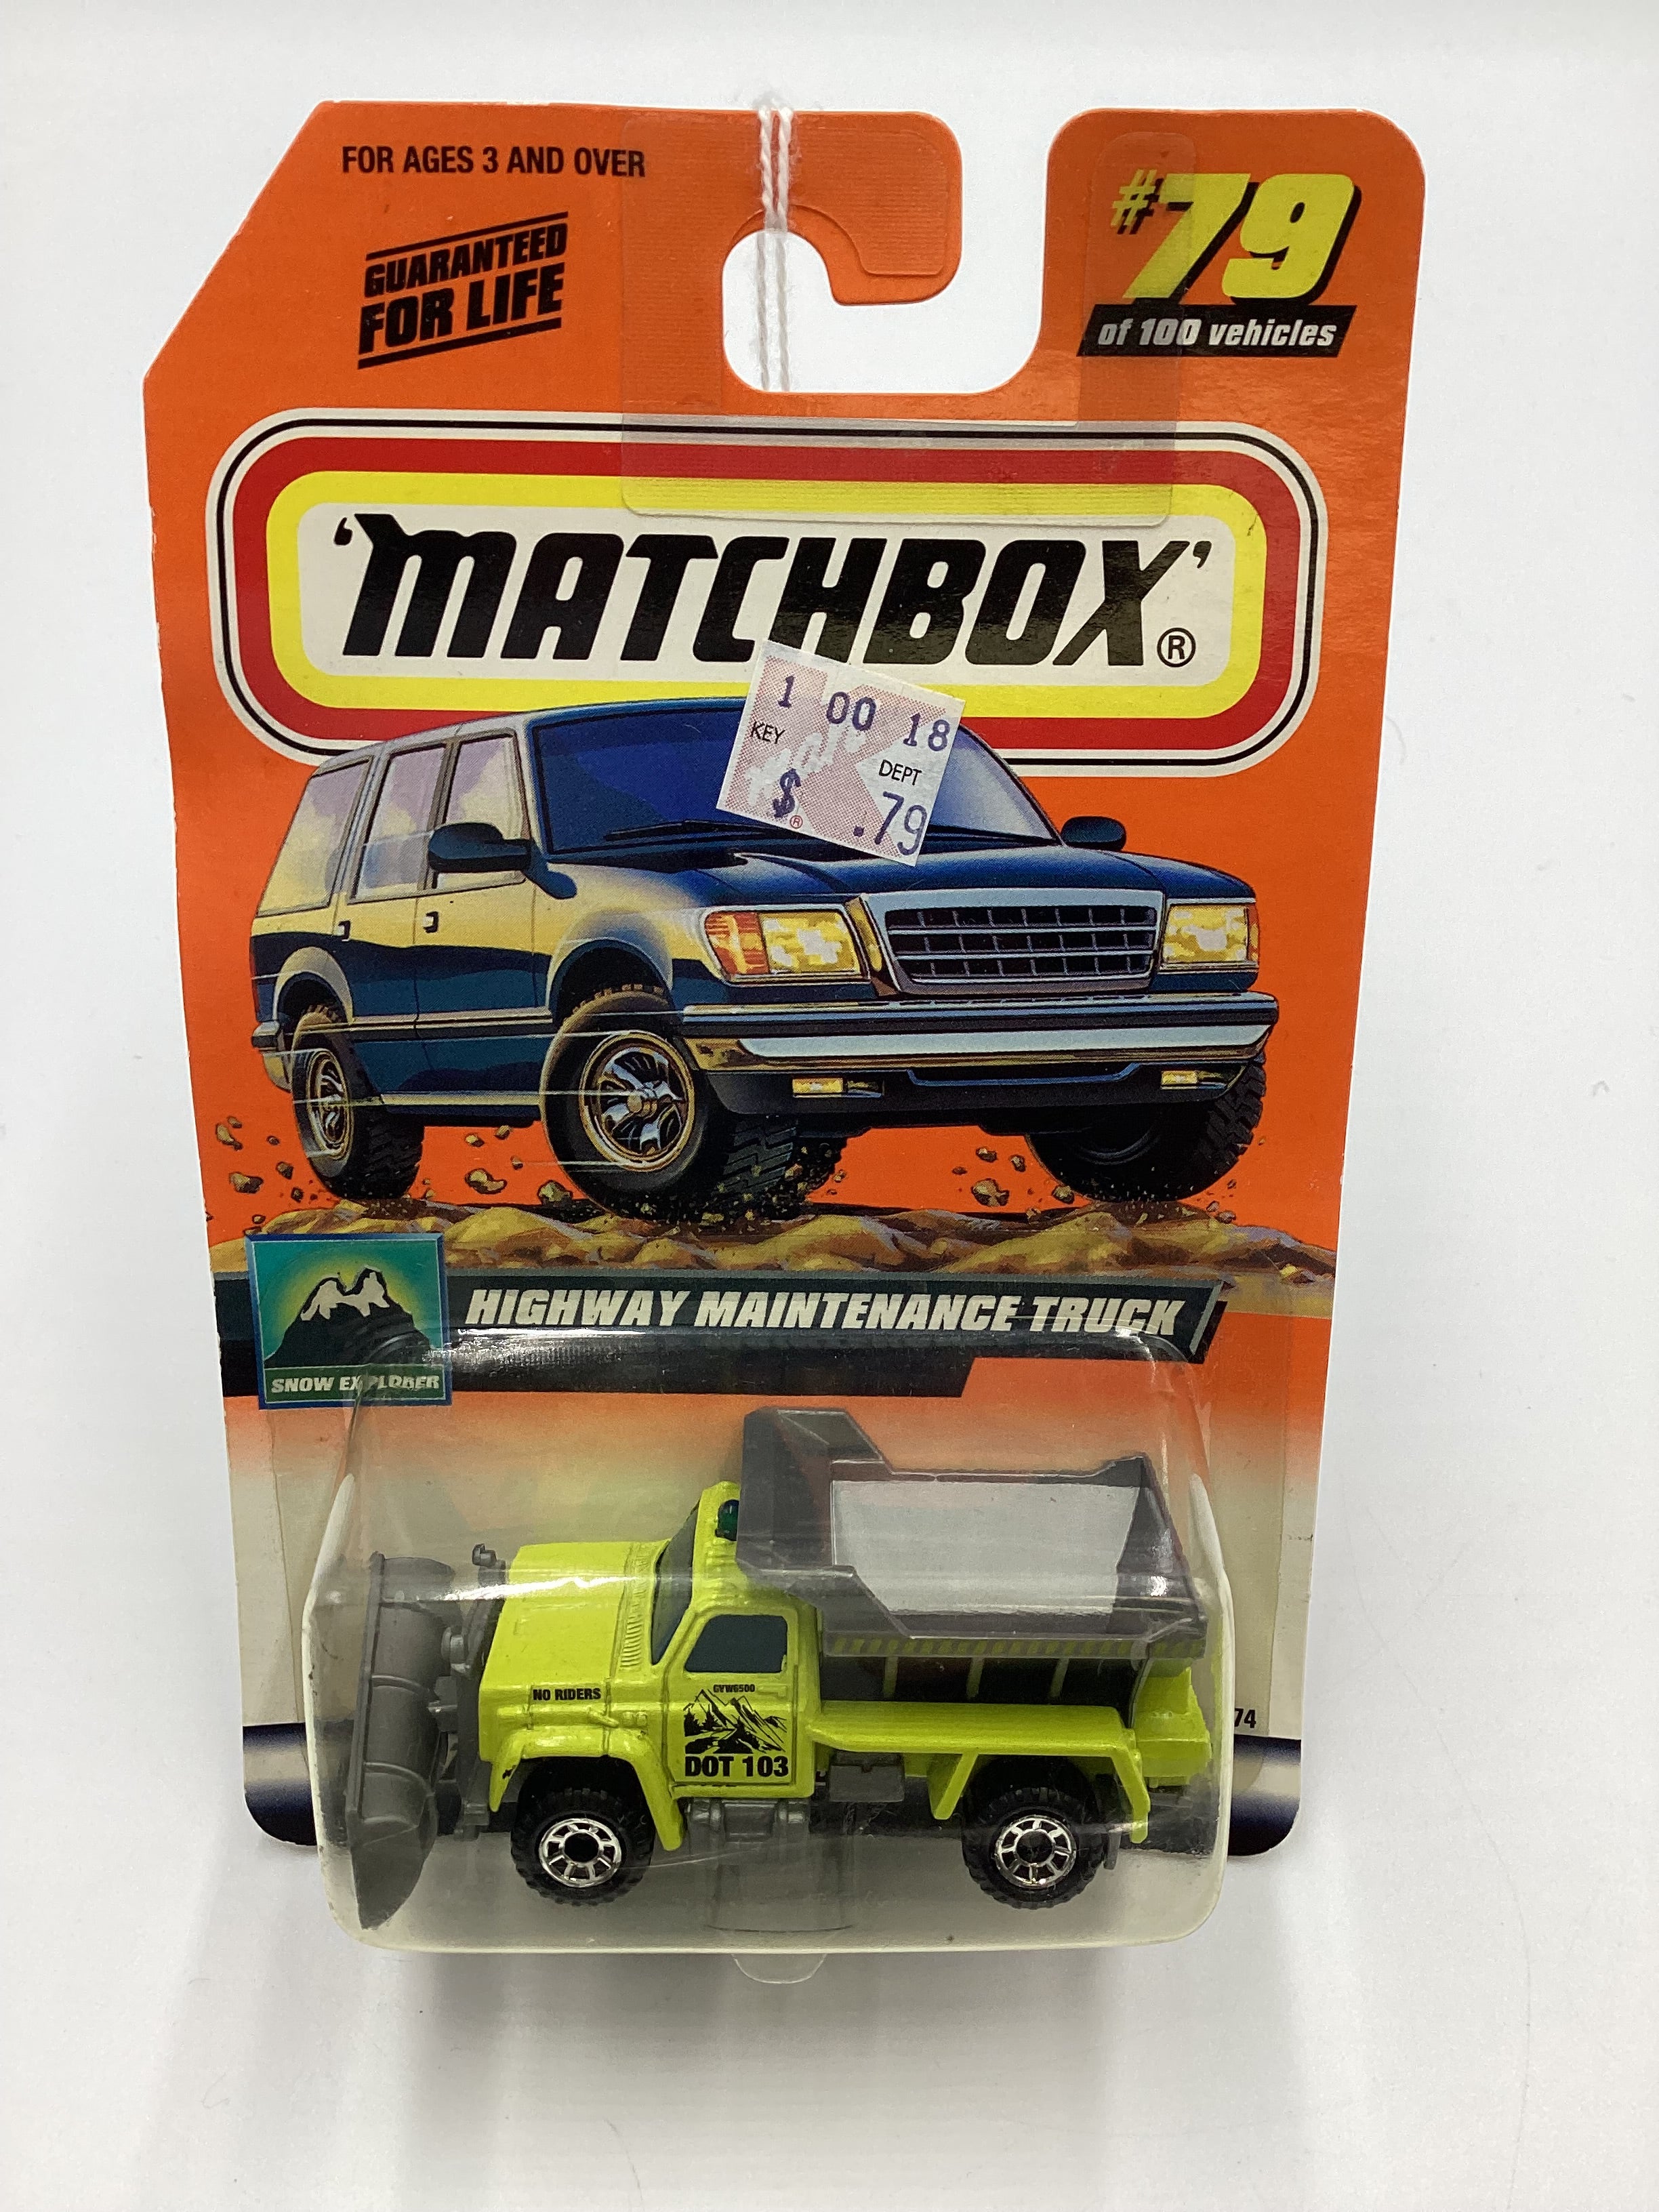 FOR AGES 3 AND OVER
GUARANTEED
FOR LIFE
#79
of 100 vehicles
'MATCHBOX'®
1 00 18
KEY
DEPT
$ .79
®
HIGHWAY MAINTENANCE TRUCK
SNOW EXPLORER
NO RIDERS
GVW6500
DOT 103
74